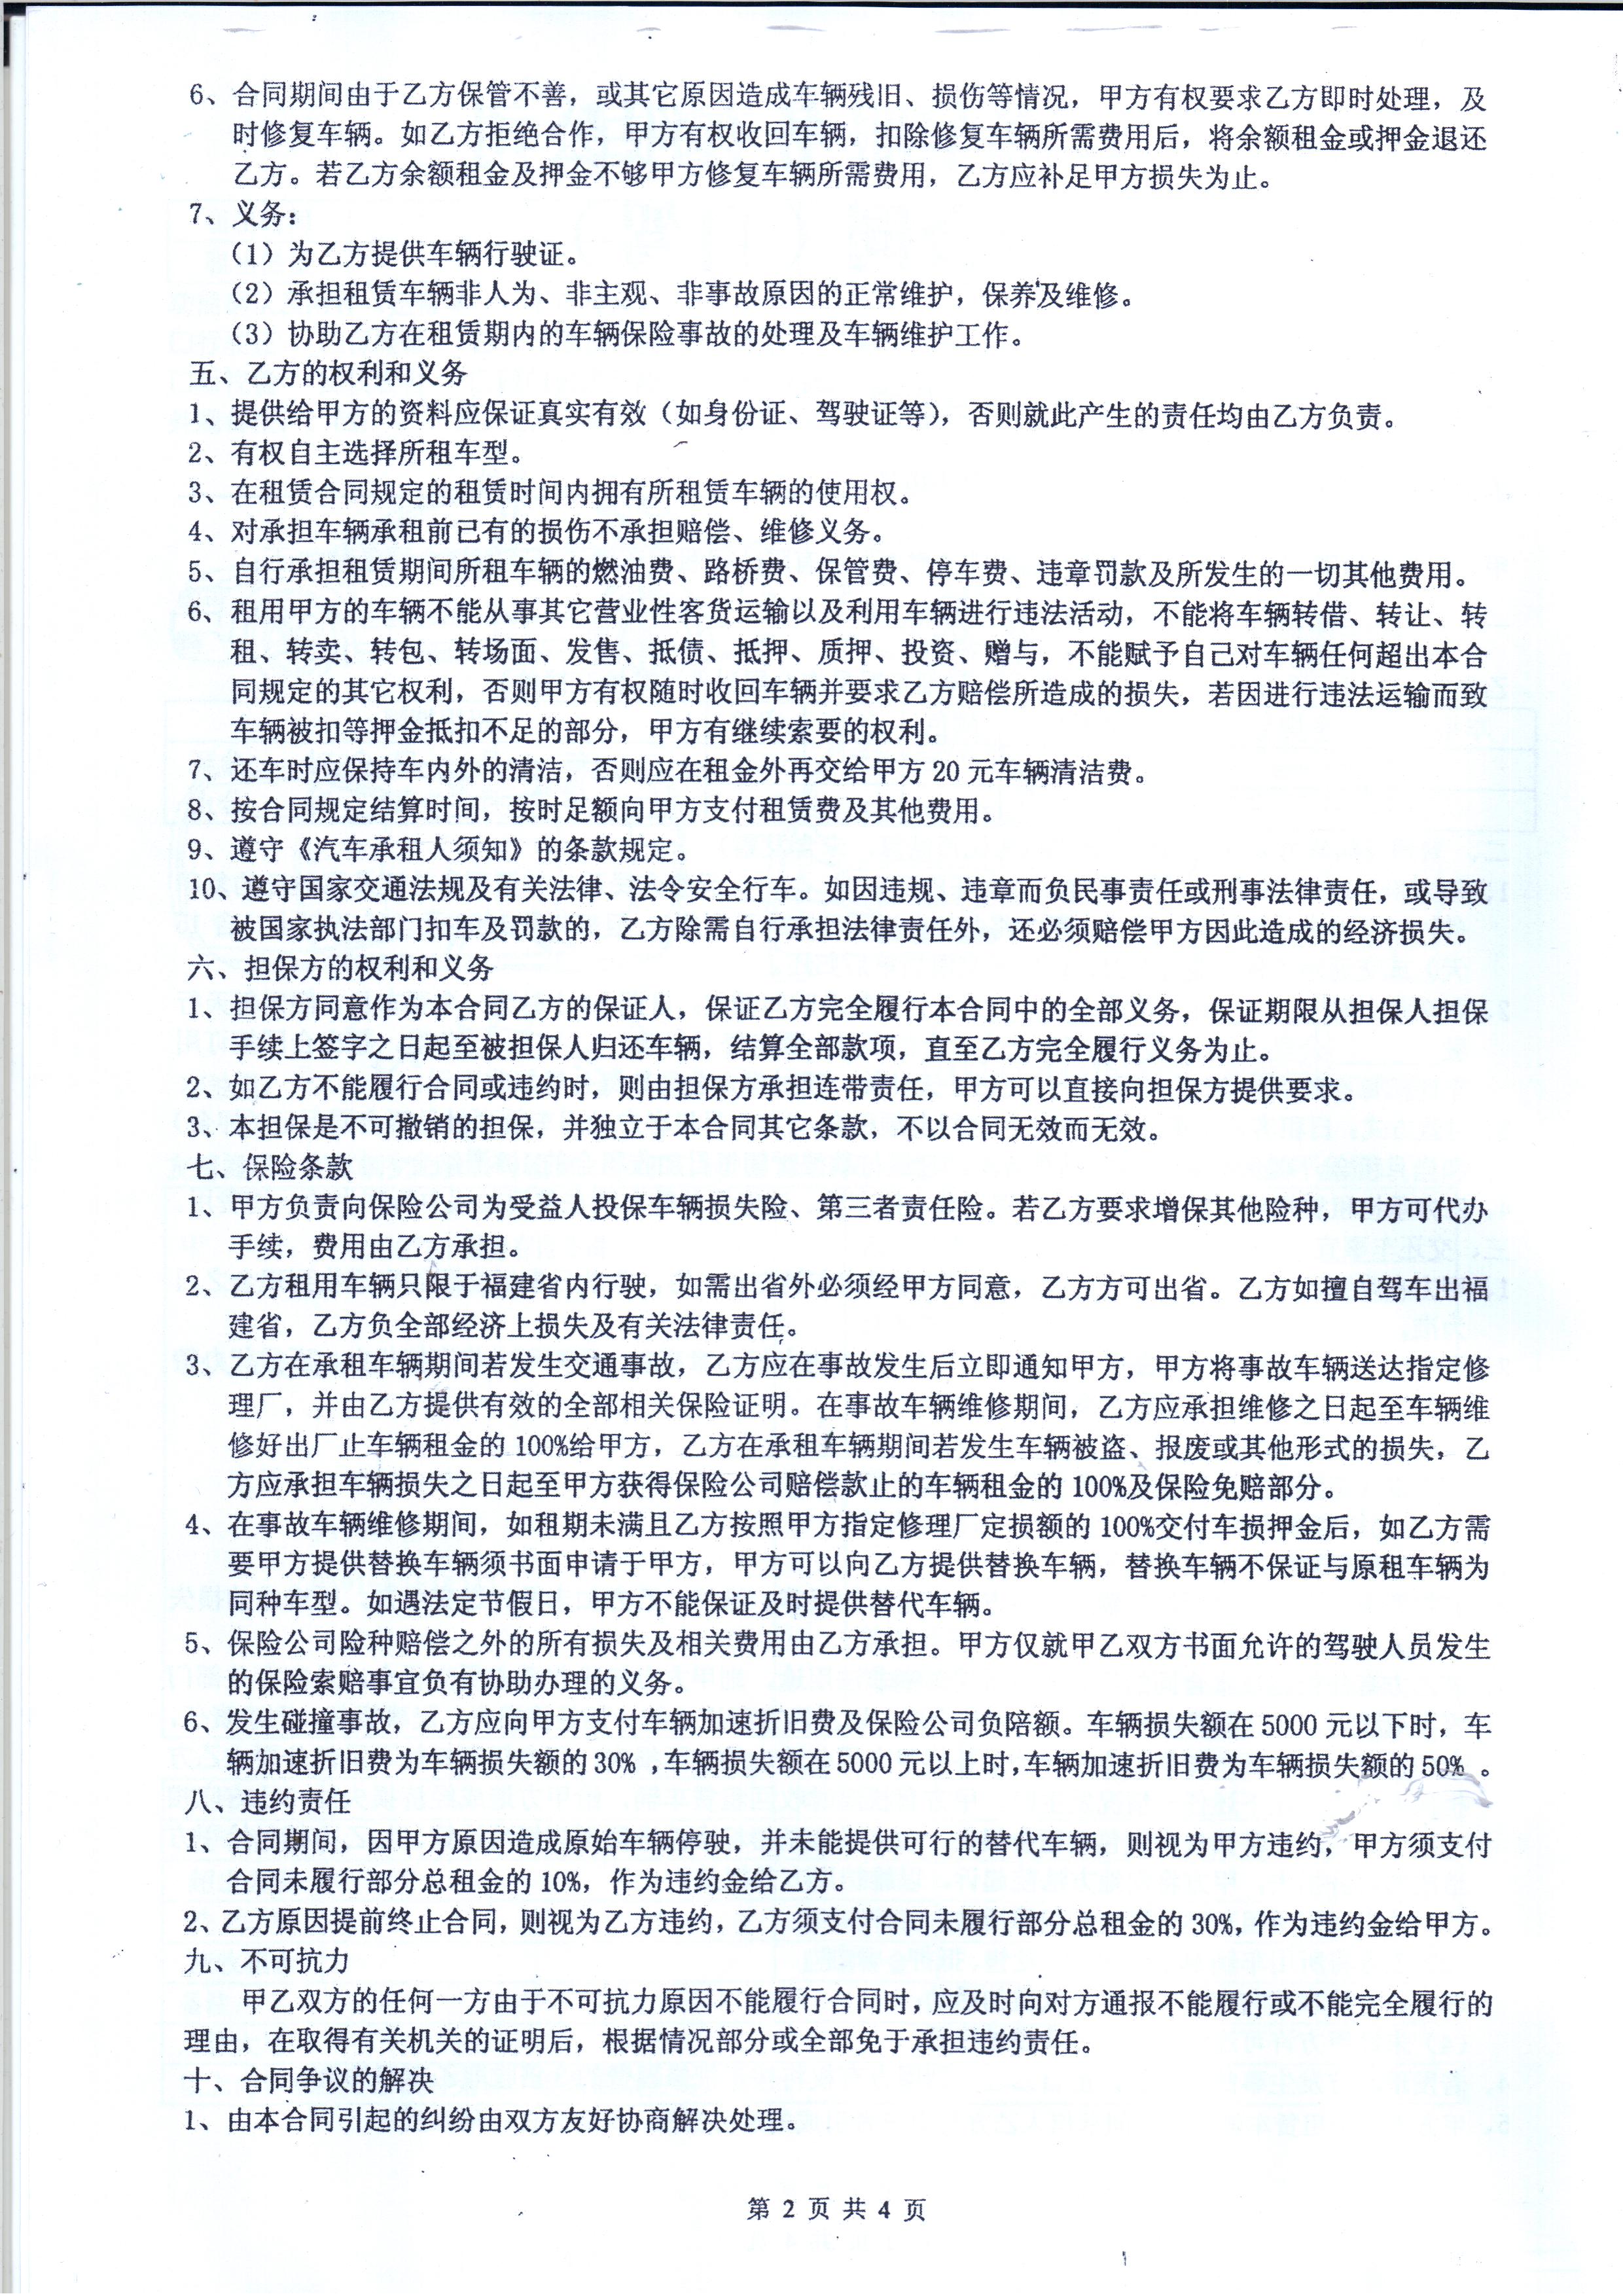 6、合同期间由于乙方保管不善，或其它原因造成车辆残旧、损伤等情况，甲方有权要求乙方即时处理，及
时修复车辆。如乙方拒绝合作，甲方有权收回车辆，扣除修复车辆所需费用后，将余额租金或押金退还
乙方。若乙方余额租金及押金不够甲方修复车辆所需费用，乙方应补足甲方损失为止。
7、义务：
（1）为乙方提供车辆行驶证。
（2）承担租赁车辆非人为、非主观、非事故原因的正常维护，保养及维修。
（3）协助乙方在租赁期内的车辆保险事故的处理及车辆维护工作。
五、乙方的权利和义务
1、提供给甲方的资料应保证真实有效（如身份证、驾驶证等），否则就此产生的责任均由乙方负责。
2、有权自主选择所租车型。
3、在租赁合同规定的租赁时间内拥有所租赁车辆的使用权。
4、对承担车辆承租前已有的损伤不承担赔偿、维修义务。
5、自行承担租赁期间所租车辆的燃油费、路桥费、保管费、停车费、违章罚款及所发生的一切其他费用。
6、租用甲方的车辆不能从事其它营业性客货运输以及利用车辆进行违法活动，不能将车辆转借、转让、转
租、转卖、转包、转场面、发售、抵债、抵押、质押、投资、赠与，不能赋予自己对车辆任何超出本合
同规定的其它权利，否则甲方有权随时收回车辆并要求乙方赔偿所造成的损失，若因进行违法运输而致
车辆被扣等押金抵扣不足的部分，甲方有继续索要的权利。
7、还车时应保持车内外的清洁，否则应在租金外再交给甲方 20 元车辆清洁费。
8、按合同规定结算时间，按时足额向甲方支付租赁费及其他费用。
9、遵守《汽车承租人须知》的条款规定。
10、遵守国家交通法规及有关法律、法令安全行车。如因违规、违章而负民事责任或刑事法律责任，或导致
被国家执法部门扣车及罚款的，乙方除需自行承担法律责任外，还必须赔偿甲方因此造成的经济损失。
六、担保方的权利和义务
1、担保方同意作为本合同乙方的保证人，保证乙方完全履行本合同中的全部义务，保证期限从担保人担保
手续上签字之日起至被担保人归还车辆，结算全部款项，直至乙方完全履行义务为止。
2、如乙方不能履行合同或违约时，则由担保方承担连带责任，甲方可以直接向担保方提供要求。
3、本担保是不可撤销的担保，并独立于本合同其它条款，不以合同无效而无效。
七、保险条款
1、甲方负责向保险公司为受益人投保车辆损失险、第三者责任险。若乙方要求增保其他险种，甲方可代办
手续，费用由乙方承担。
2、乙方租用车辆只限于福建省内行驶，如需出省外必须经甲方同意，乙方方可出省。乙方如擅自驾车出福
建省，乙方负全部经济上损失及有关法律责任。
3、乙方在承租车辆期间若发生交通事故，乙方应在事故发生后立即通知甲方，甲方将事故车辆送达指定修
理厂，并由乙方提供有效的全部相关保险证明。在事故车辆维修期间，乙方应承担维修之日起至车辆维
修好出厂止车辆租金的 100%给甲方，乙方在承租车辆期间若发生车辆被盗、报废或其他形式的损失，乙
方应承担车辆损失之日起至甲方获得保险公司赔偿款止的车辆租金的 100%及保险免赔部分。
4、在事故车辆维修期间，如租期未满且乙方按照甲方指定修理厂定损额的 100%交付车损押金后，如乙方需
要甲方提供替换车辆须书面申请于甲方，甲方可以向乙方提供替换车辆，替换车辆不保证与原租车辆为
同种车型。如遇法定节假日，甲方不能保证及时提供替代车辆。
5、保险公司险种赔偿之外的所有损失及相关费用由乙方承担。甲方仅就甲乙双方书面允许的驾驶人员发生
的保险索赔事宜负有协助办理的义务。
6、发生碰撞事故，乙方应向甲方支付车辆加速折旧费及保险公司负陪额。车辆损失额在 5000 元以下时，车
辆加速折旧费为车辆损失额的 30% ，车辆损失额在 5000 元以上时，车辆加速折旧费为车辆损失额的 50% 。
八、违约责任
1、合同期间，因甲方原因造成原始车辆停驶，并未能提供可行的替代车辆，则视为甲方违约，甲方须支付
合同未履行部分总租金的 10%，作为违约金给乙方。
2、乙方原因提前终止合同，则视为乙方违约，乙方须支付合同未履行部分总租金的 30%，作为违约金给甲方。
九、不可抗力
甲乙双方的任何一方由于不可抗力原因不能履行合同时，应及时向对方通报不能履行或不能完全履行的
理由，在取得有关机关的证明后，根据情况部分或全部免于承担违约责任。
十、合同争议的解决
1、由本合同引起的纠纷由双方友好协商解决处理。
第 2 页 共 4 页